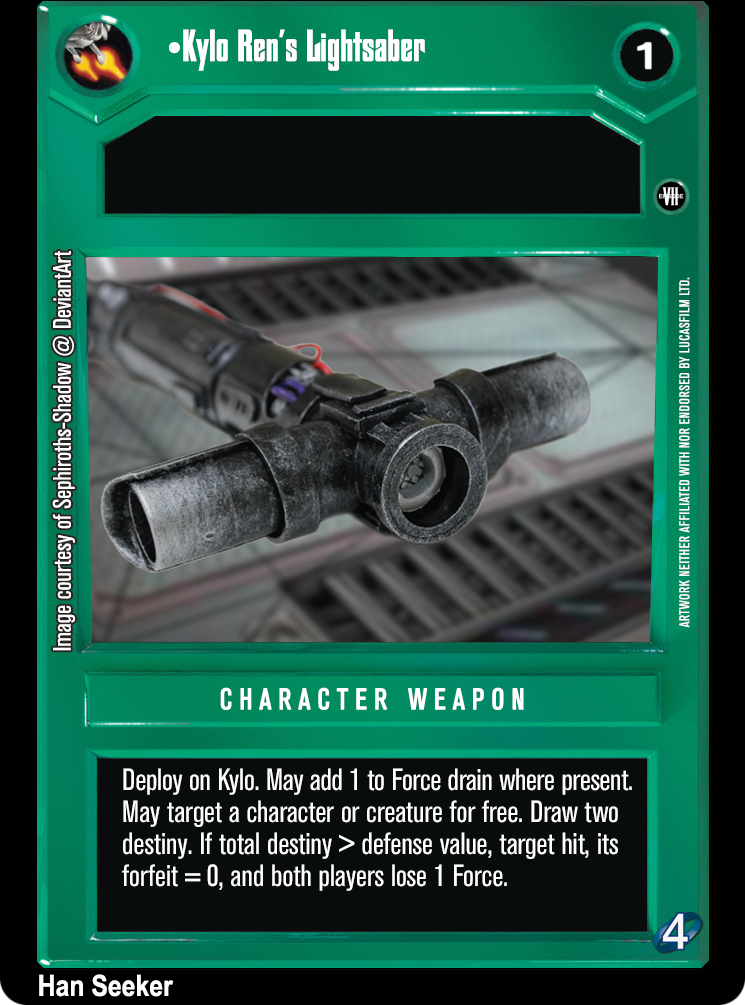 •Kylo Ren's Lightsaber
1
EPISODE
VII
Image courtesy of Sephiroths-Shadow @ DeviantArt
ARTWORK NEITHER AFFILIATED WITH NOR ENDORSED BY LUCASFILM LTD.
CHARACTER WEAPON
Deploy on Kylo. May add 1 to Force drain where present.
May target a character or creature for free. Draw two
destiny. If total destiny > defense value, target hit, its
forfeit = 0, and both players lose 1 Force.
4
Han Seeker